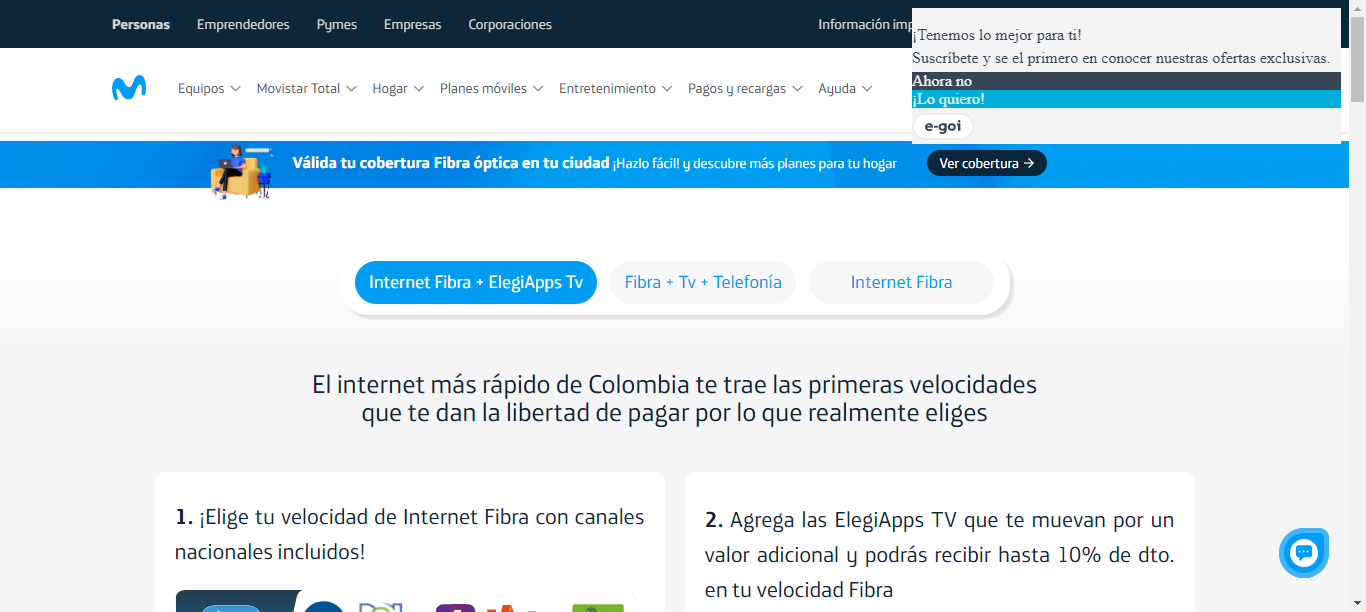 Personas Emprendedores Pymes Empresas Corporaciones Información imp
¡Tenemos lo mejor para ti!
Suscríbete y se el primero en conocer nuestras ofertas exclusivas.
Ahora no
¡Lo quiero!
e-goi
Equipos Movistar Total Hogar Planes móviles Entretenimiento Pagos y recargas Ayuda
Válida tu cobertura Fibra óptica en tu ciudad ¡Hazlo fácil! y descubre más planes para tu hogar Ver cobertura →
Internet Fibra + ElegiApps Tv Fibra + Tv + Telefonía Internet Fibra
El internet más rápido de Colombia te trae las primeras velocidades
que te dan la libertad de pagar por lo que realmente eliges
1. ¡Elige tu velocidad de Internet Fibra con canales
nacionales incluidos!
2. Agrega las ElegiApps TV que te muevan por un
valor adicional y podrás recibir hasta 10% de dto.
en tu velocidad Fibra